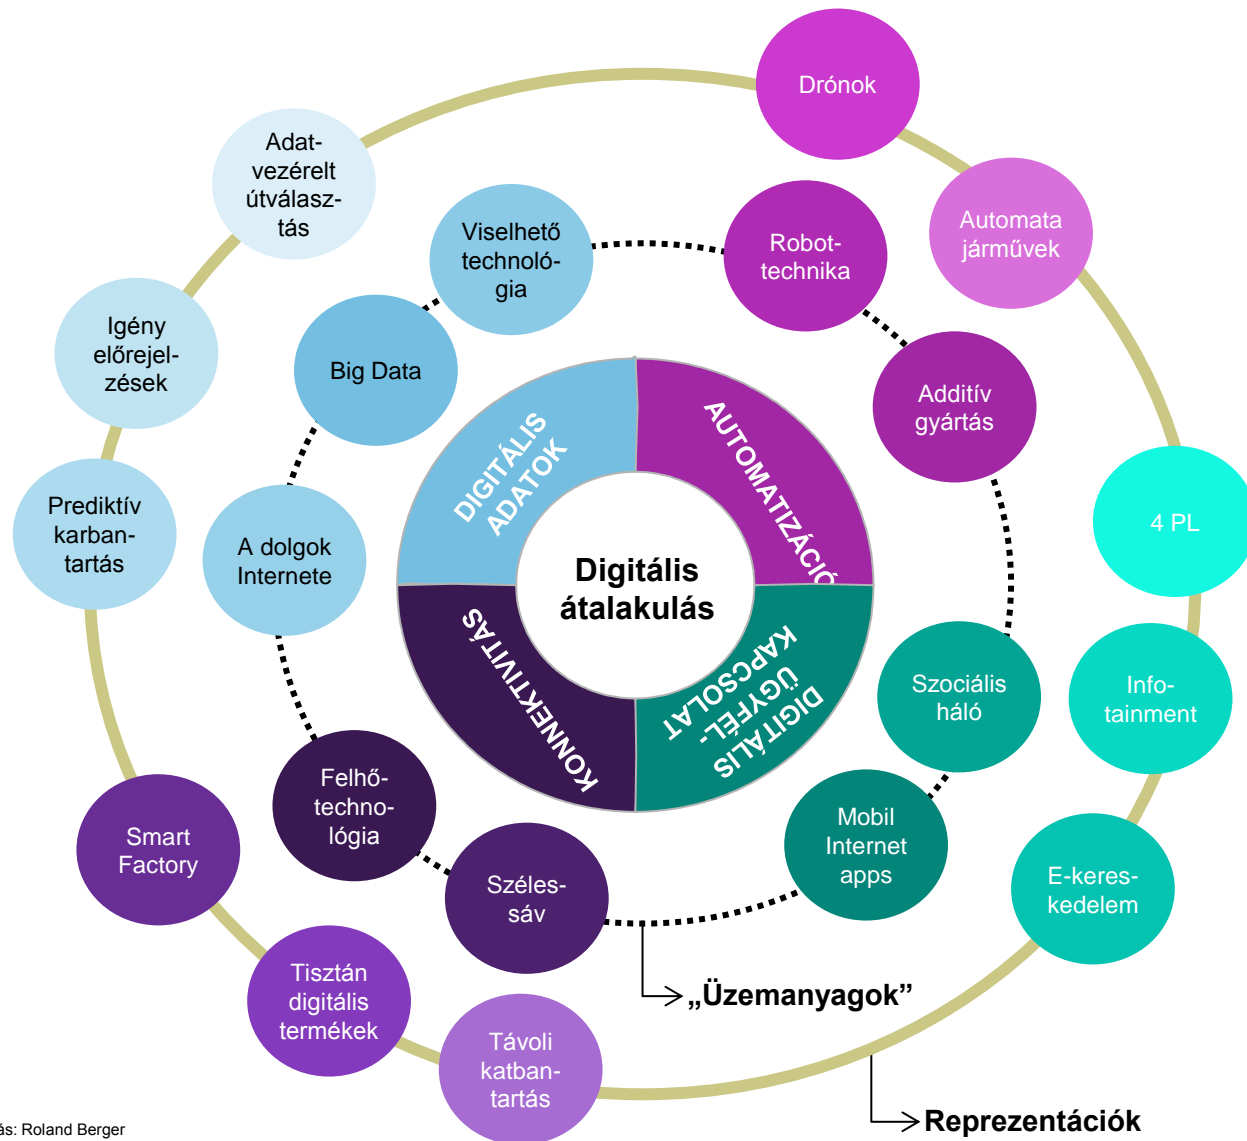 Drónok
Adat-
vezérelt
útválasz-
tás
Automata
járművek
Viselhető
technoló-
gia
Robot-
technika
Igény
előrejel-
zések
Big Data
Additív
gyártás
DIGITÁLIS
ADATOK
AUTOMATIZÁCIÓ
Prediktív
karban-
tartás
A dolgok
Internete
4 PL
Digitális
átalakulás
KONNEKTIVITÁS
DIGITÁLIS
ÜGYFÉL-
KAPCSOLAT
Szociális
háló
Info-
tainment
Felhő-
techno-
lógia
Smart
Factory
Mobil
Internet
apps
E-keres-
kedelem
Széles-
sáv
Tisztán
digitális
termékek
„Üzemanyagok”
Távoli
katban-
tartás
Reprezentációk
ás: Roland Berger